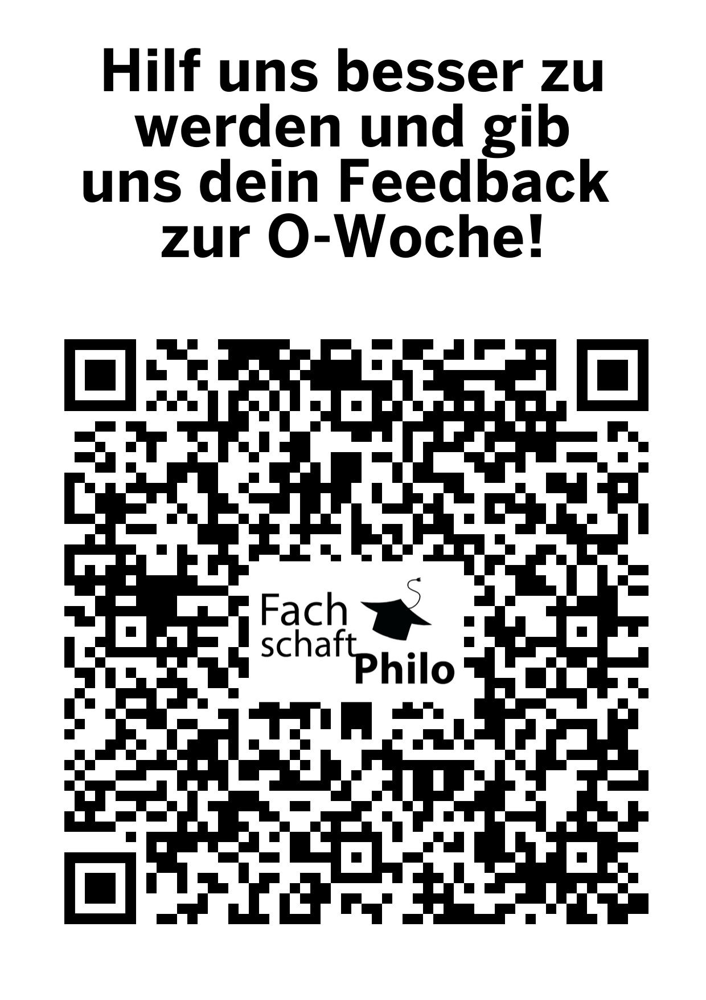 Hilf uns besser zu
werden und gib
uns dein Feedback
zur O-Woche!
Fach
schaft
Philo